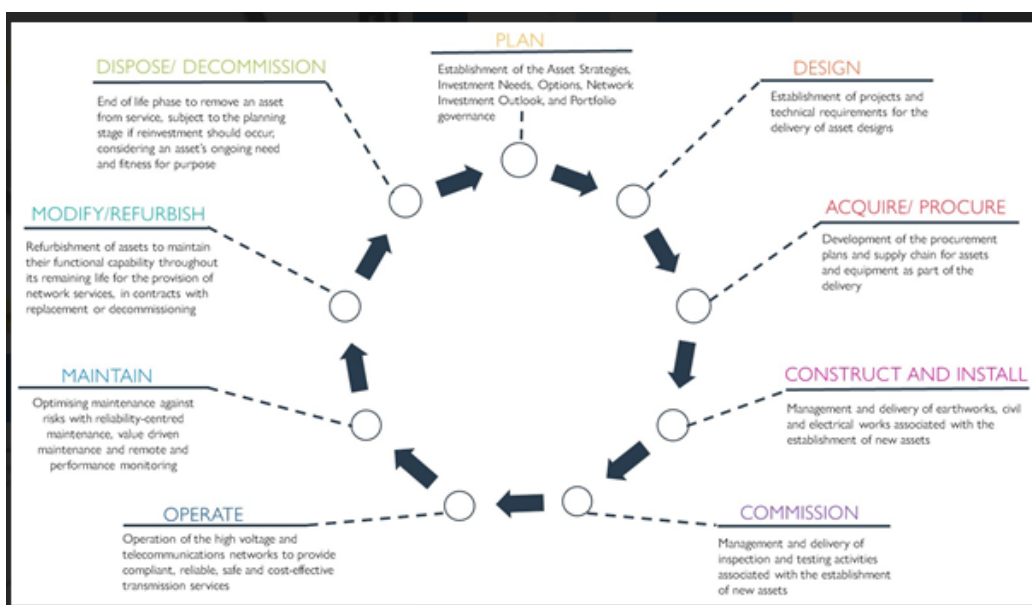 PLAN
Establishment of the Asset Strategies,
Investment Needs, Options, Network
Investment Outlook, and Portfolio
governance
DESIGN
Establishment of projects and
technical requirements for the
delivery of asset designs
ACQUIRE/ PROCURE
Development of the procurement
plans and supply chain for assets
and equipment as part of the
delivery
CONSTRUCT AND INSTALL
Management and delivery of earthworks, civil
and electrical works associated with the
establishment of new assets
COMMISSION
Management and delivery of
inspection and testing activities
associated with the establishment
of new assets
OPERATE
Operation of the high voltage and
telecommunications networks to provide
compliant, reliable, safe and cost-effective
transmission services
MAINTAIN
Optimising maintenance against
risks with reliability-centred
maintenance, value driven
maintenance and remote and
performance monitoring
MODIFY/REFURBISH
Refurbishment of assets to maintain
their functional capability throughout
its remaining life for the provision of
network services, in contracts with
replacement or decommissioning
DISPOSE/ DECOMMISSION
End of life phase to remove an asset
from service, subject to the planning
stage if reinvestment should occur,
considering an asset's ongoing need
and fitness for purpose